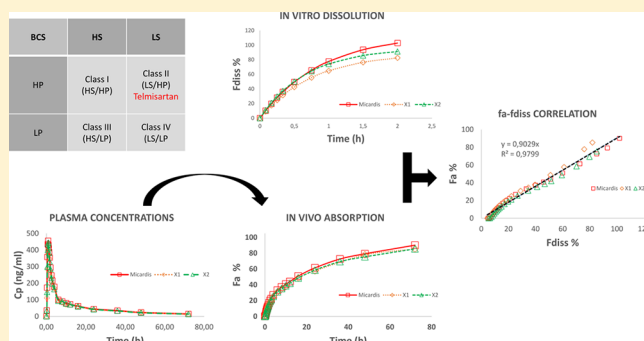 BCS HS LS
HP Class I (HS/HP) Class II (LS/HP) Telmisartan
LP Class III (HS/LP) Class IV (LS/LP
IN VITRO DISSOLUTION
Fdiss %
120
100
80
60
40
20
0
0 0,5 1 1,5 2 2,5
Time (h)
Micardis X1 X2
PLASMA CONCENTRATIONS
Cp (ng/ml)
500
400
300
200
100
0
0,00 20,00 40,00 60,00 80,00
Time (h)
Micardis X1 X2
IN VIVO ABSORPTION
Fa %
100
80
60
40
20
0
0 20 40 60 80
Time (h)
Micardis X1 X2
fa-fdiss CORRELATION
y = 0,9029x
R² = 0,9799
Fa %
100
80
60
40
20
0
0 20 40 60 80 100 120
Fdiss %
Micardis X1 X2